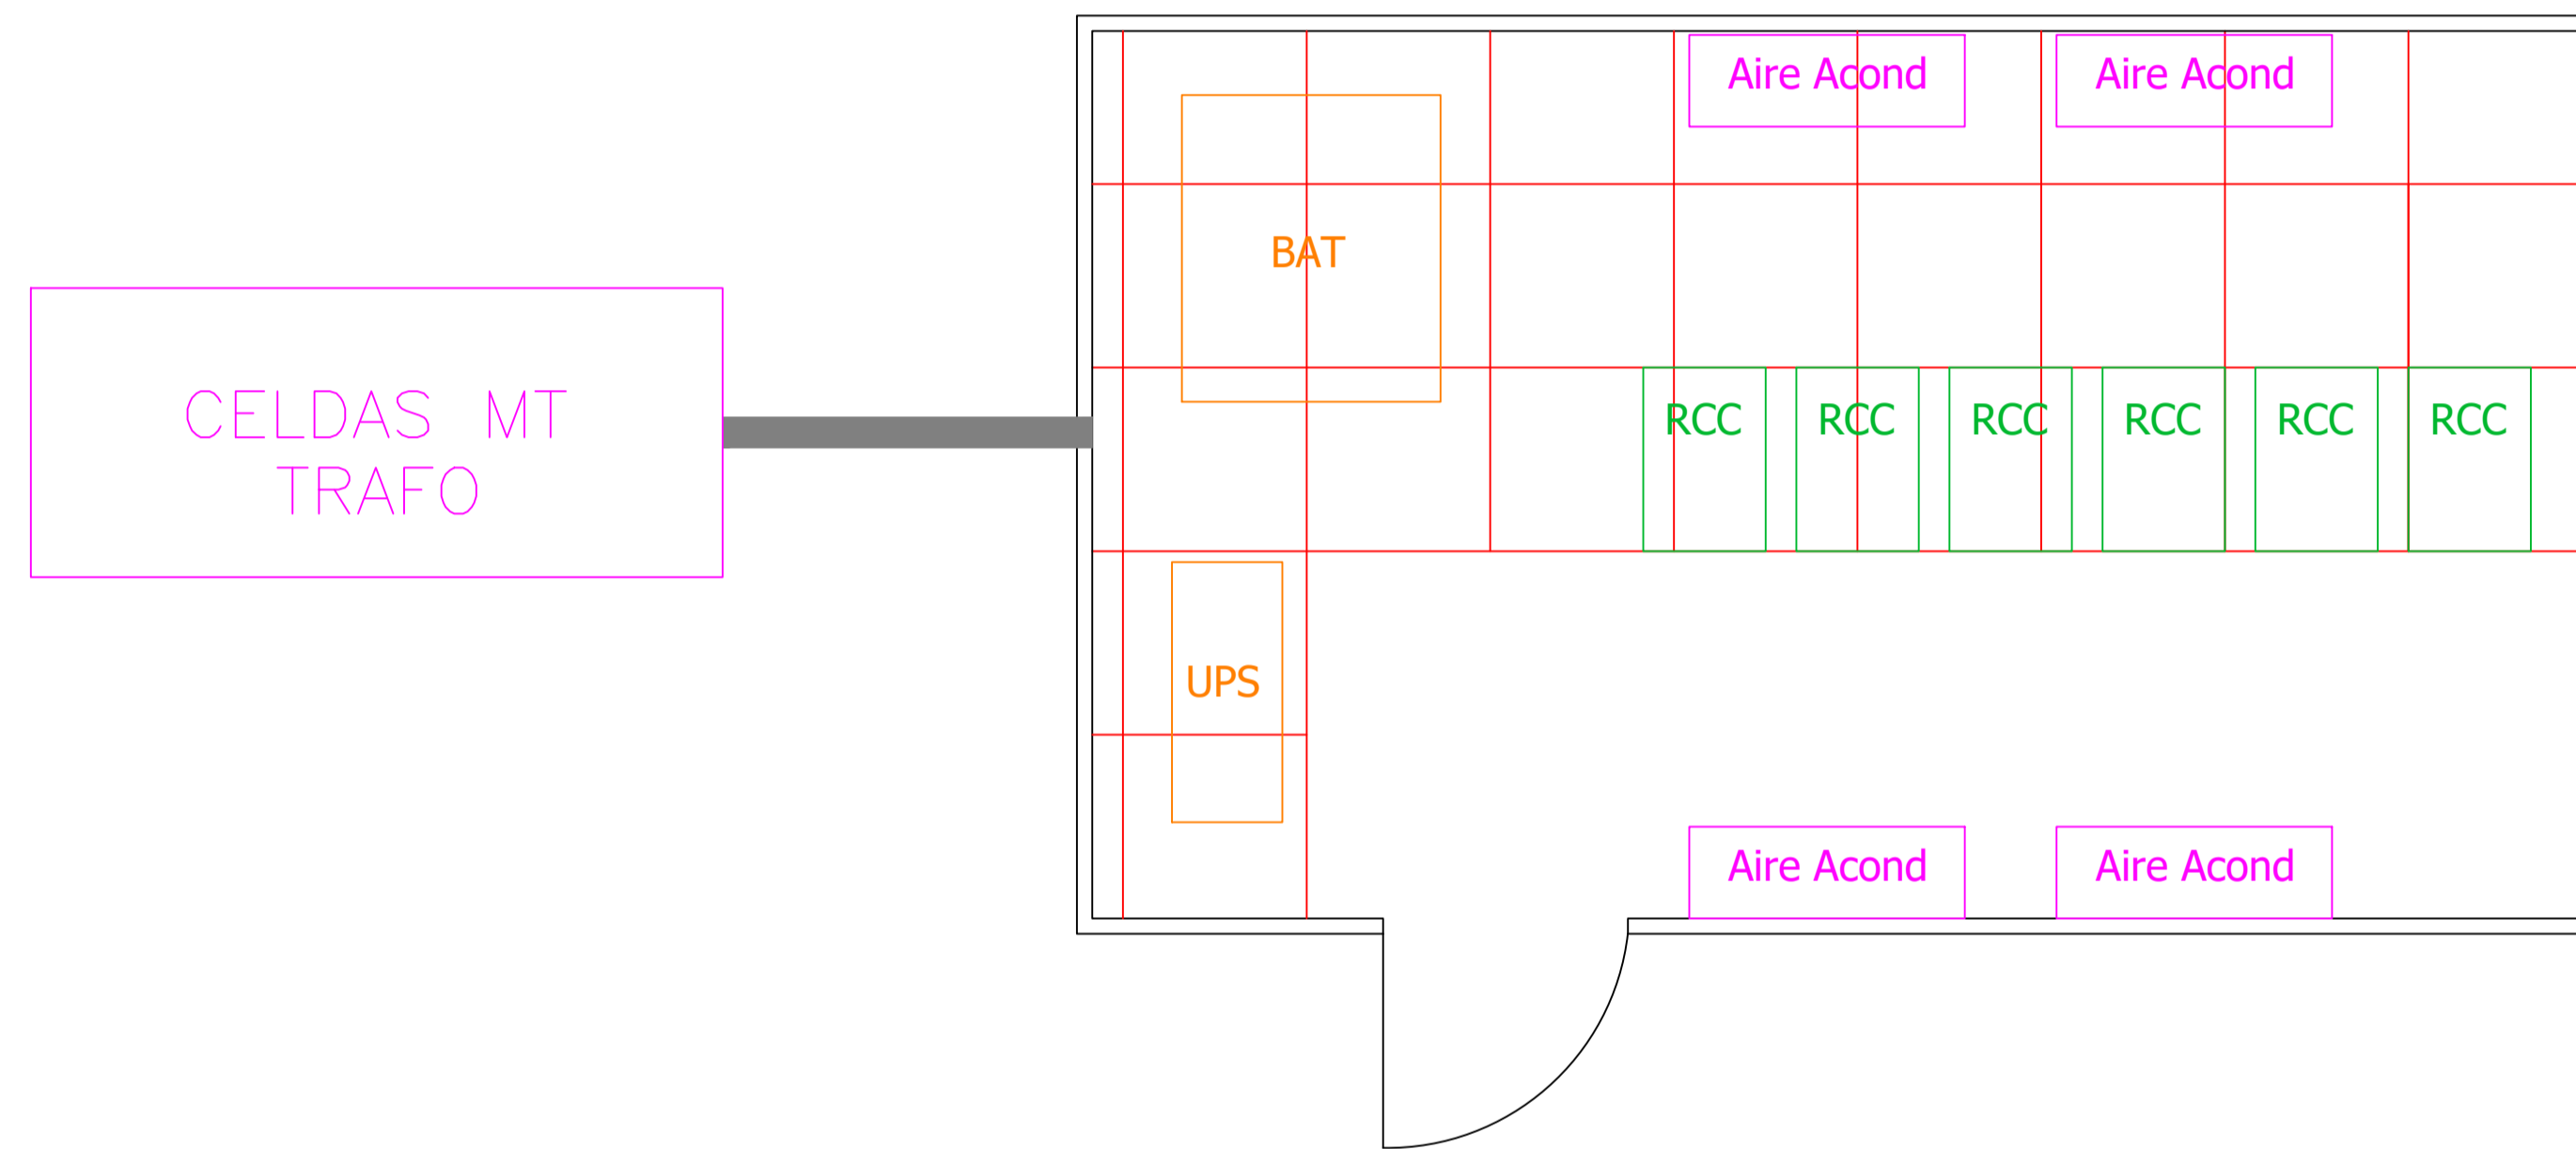 Aire Acond Aire Acond
BAT
CELDAS MT
TRAFO
RCC RCC RCC RCC RCC RCC
UPS
Aire Acond Aire Acond